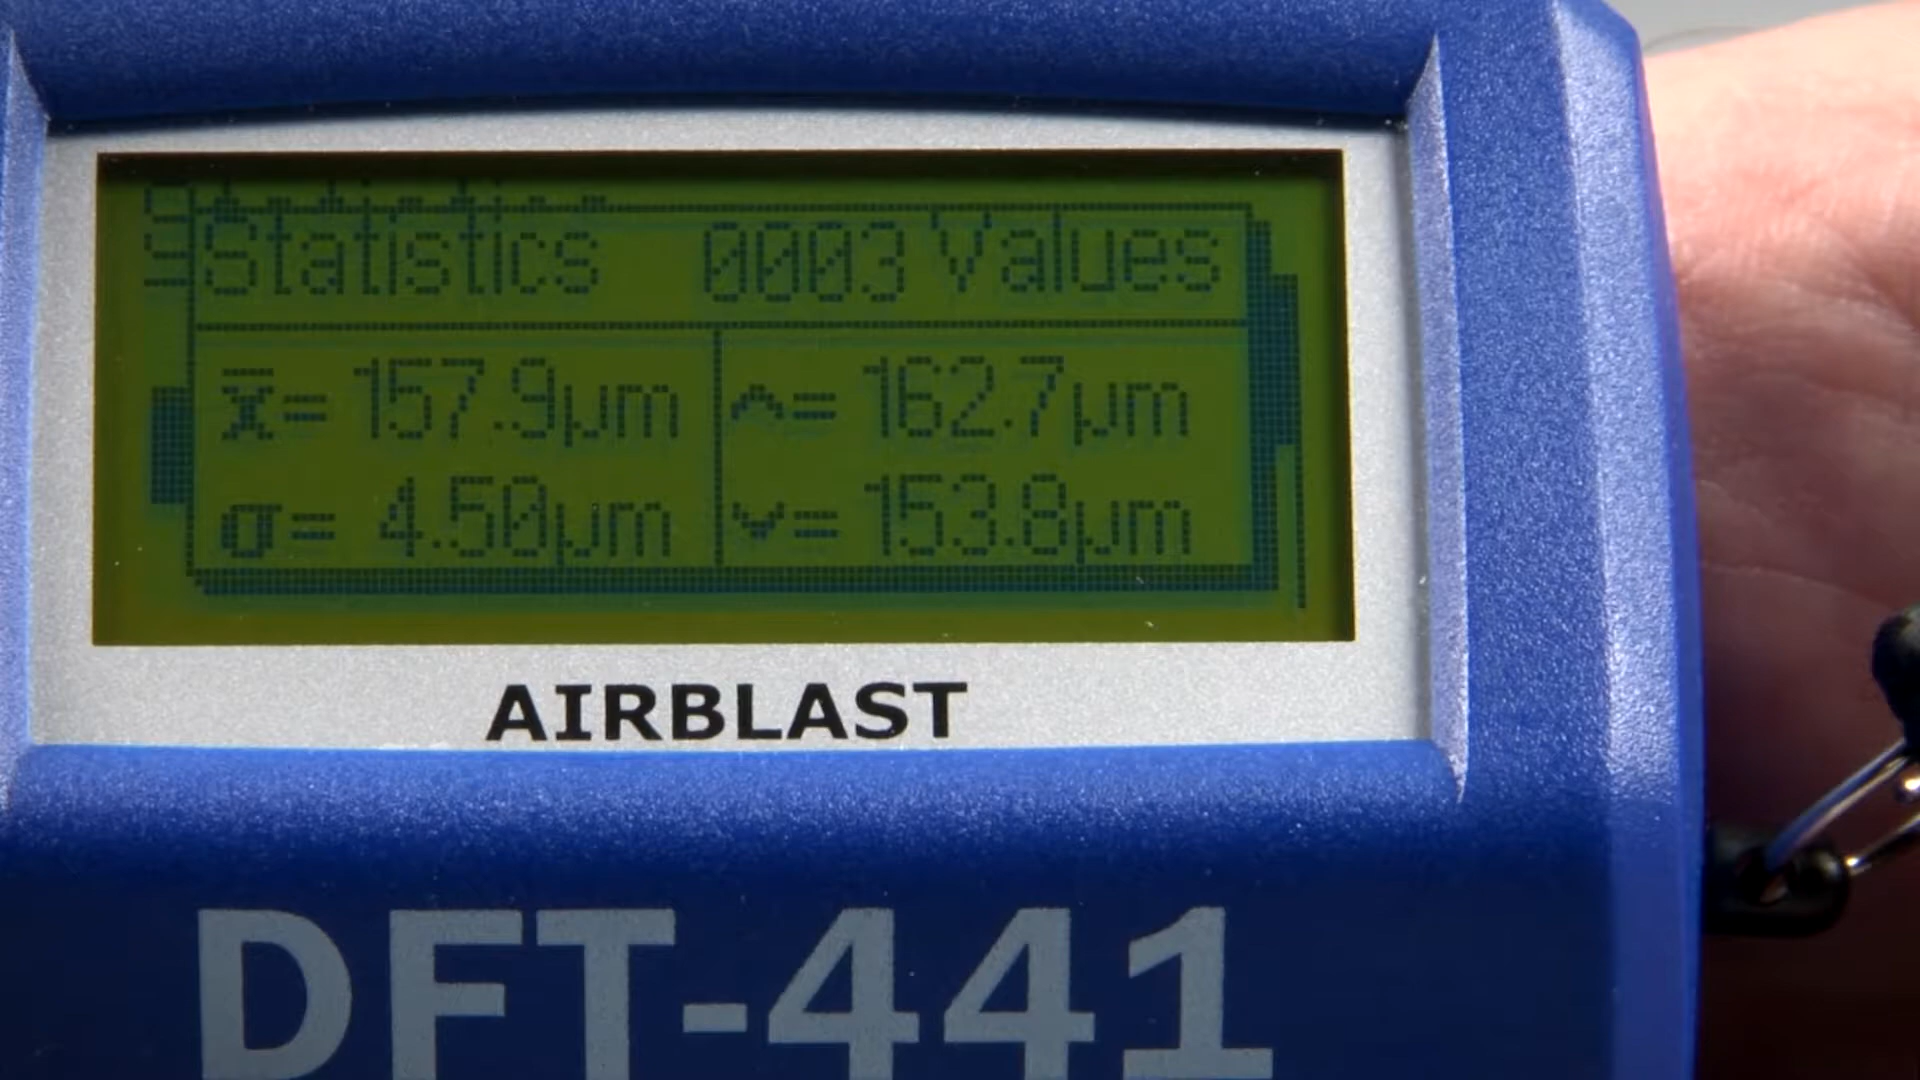 Statistics 0003 Values
x̄= 157.9µm ^= 162.7µm
σ= 4.50µm v= 153.8µm
AIRBLAST
DFT-441